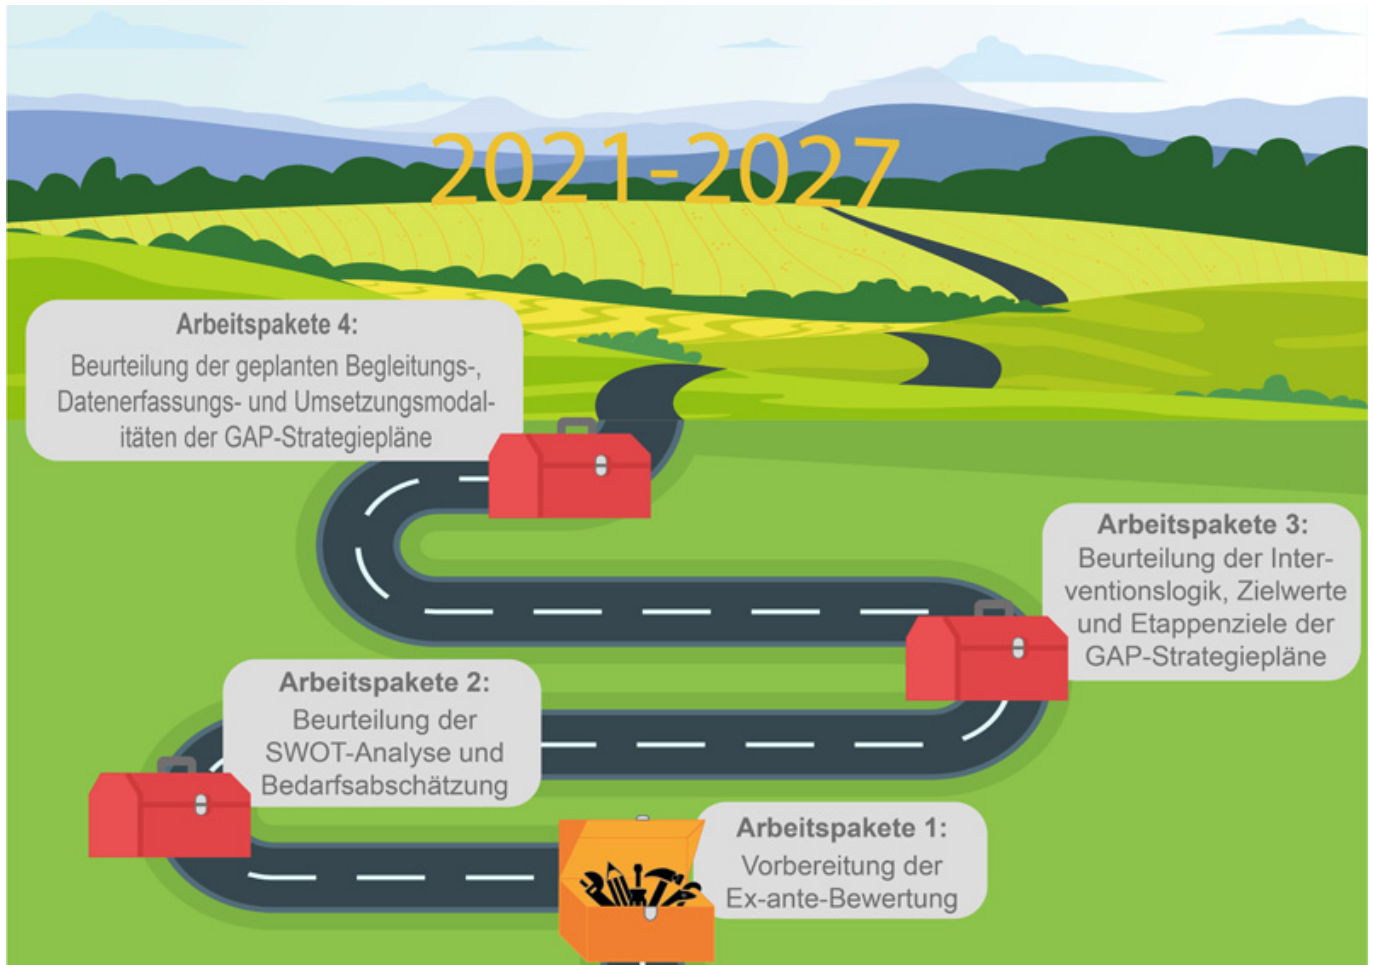 2021-2027
Arbeitspakete 4:
Beurteilung der geplanten Begleitungs-,
Datenerfassungs- und Umsetzungsmodal-
itäten der GAP-Strategiepläne
Arbeitspakete 3:
Beurteilung der Inter-
ventionslogik, Zielwerte
und Etappenziele der
GAP-Strategiepläne
Arbeitspakete 2:
Beurteilung der
SWOT-Analyse und
Bedarfsabschätzung
Arbeitspakete 1:
Vorbereitung der
Ex-ante-Bewertung